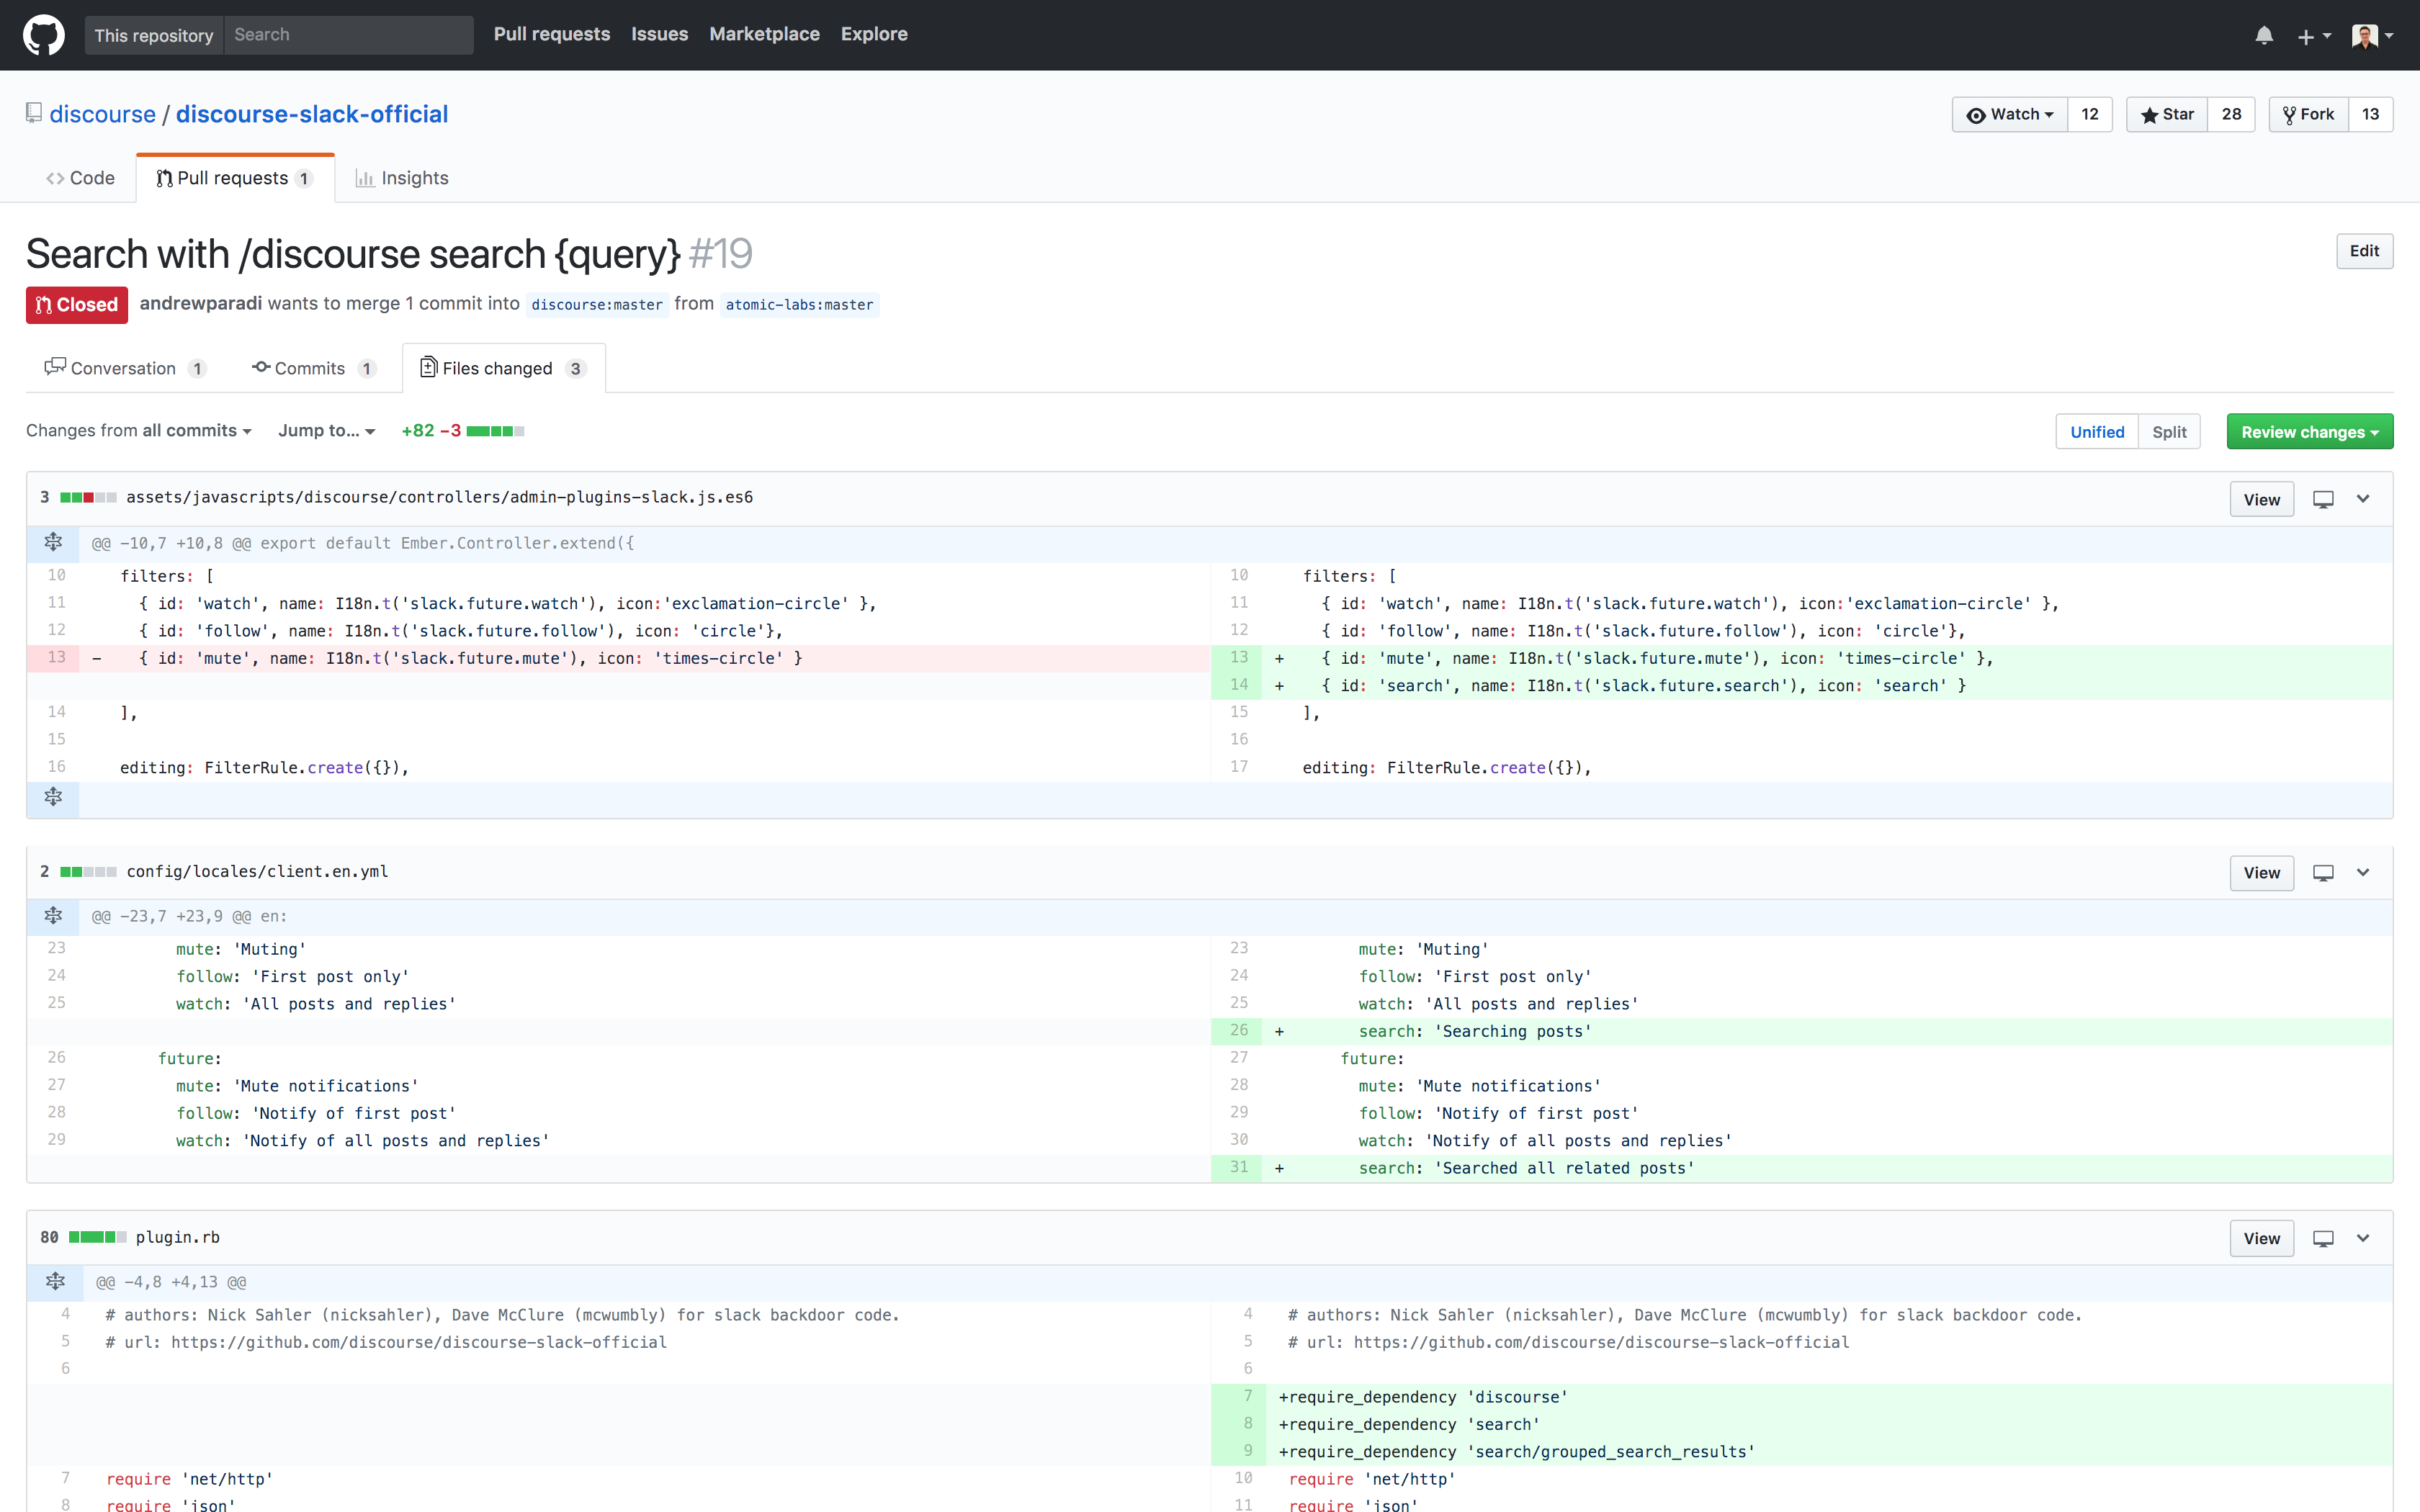 This repository Search Pull requests Issues Marketplace Explore
discourse / discourse-slack-official Watch 12 Star 28 Fork 13
Code Pull requests 1 Insights
Search with /discourse search {query} #19 Edit
Closed andrewparadi wants to merge 1 commit into discourse:master from atomic-labs:master
Conversation 1 Commits 1 Files changed 3
Changes from all commits Jump to... +82 −3 Unified Split Review changes
3 assets/javascripts/discourse/controllers/admin-plugins-slack.js.es6 View
@@ -10,7 +10,8 @@ export default Ember.Controller.extend({
10 filters: [ 10 filters: [
11 { id: 'watch', name: I18n.t('slack.future.watch'), icon:'exclamation-circle' }, 11 { id: 'watch', name: I18n.t('slack.future.watch'), icon:'exclamation-circle' },
12 { id: 'follow', name: I18n.t('slack.future.follow'), icon: 'circle'}, 12 { id: 'follow', name: I18n.t('slack.future.follow'), icon: 'circle'},
13 - { id: 'mute', name: I18n.t('slack.future.mute'), icon: 'times-circle' } 13 + { id: 'mute', name: I18n.t('slack.future.mute'), icon: 'times-circle' },
14 + { id: 'search', name: I18n.t('slack.future.search'), icon: 'search' }
14 ], 15 ],
15 16
16 editing: FilterRule.create({}), 17 editing: FilterRule.create({}),
2 config/locales/client.en.yml View
@@ -23,7 +23,9 @@ en:
23 mute: 'Muting' 23 mute: 'Muting'
24 follow: 'First post only' 24 follow: 'First post only'
25 watch: 'All posts and replies' 25 watch: 'All posts and replies'
26 + search: 'Searching posts'
26 future: 27 future:
27 mute: 'Mute notifications' 28 mute: 'Mute notifications'
28 follow: 'Notify of first post' 29 follow: 'Notify of first post'
29 watch: 'Notify of all posts and replies' 30 watch: 'Notify of all posts and replies'
31 + search: 'Searched all related posts'
80 plugin.rb View
@@ -4,8 +4,13 @@
4 # authors: Nick Sahler (nicksahler), Dave McClure (mcwumbly) for slack backdoor code. 4 # authors: Nick Sahler (nicksahler), Dave McClure (mcwumbly) for slack backdoor code.
5 # url: https://github.com/discourse/discourse-slack-official 5 # url: https://github.com/discourse/discourse-slack-official
6 6
7 +require_dependency 'discourse'
8 +require_dependency 'search'
9 +require_dependency 'search/grouped_search_results'
7 require 'net/http' 10 require 'net/http'
8 require 'json' 11 require 'json'